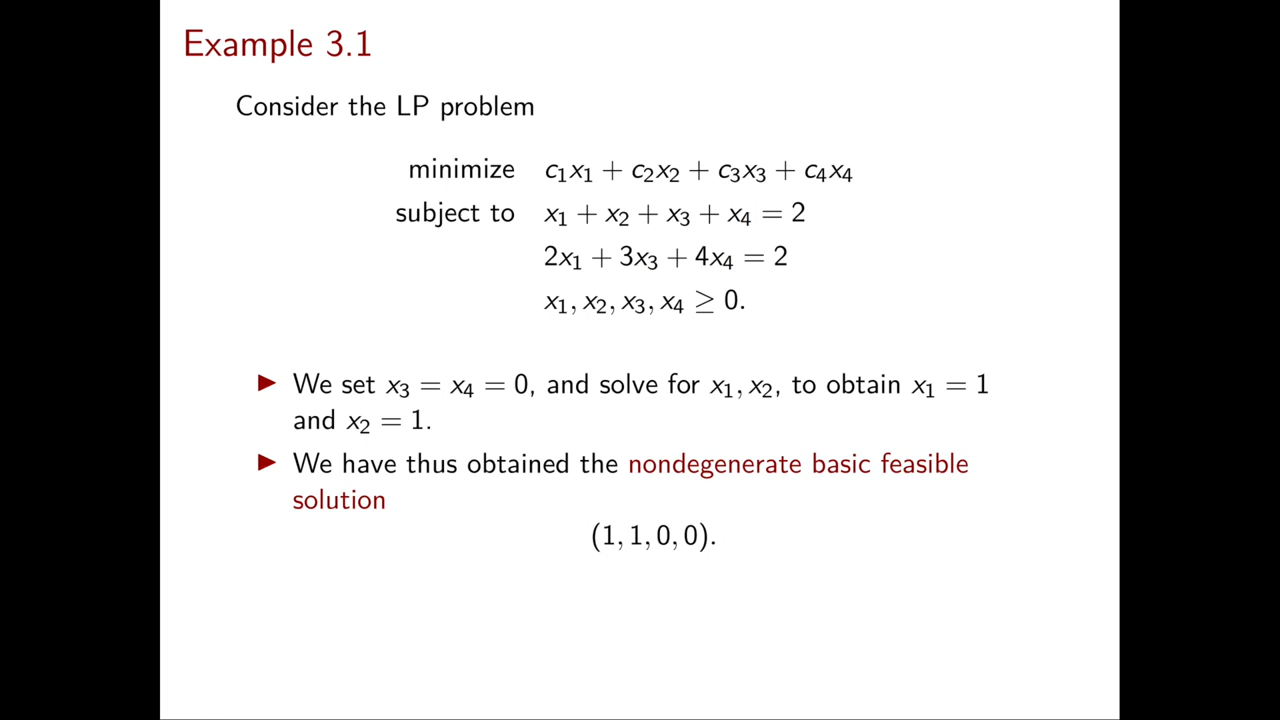 Example 3.1
Consider the LP problem
minimize c₁x₁ + c₂x₂ + c₃x₃ + c₄x₄
subject to x₁ + x₂ + x₃ + x₄ = 2
2x₁ + 3x₃ + 4x₄ = 2
x₁, x₂, x₃, x₄ ≥ 0.
▶ We set x₃ = x₄ = 0, and solve for x₁, x₂, to obtain x₁ = 1
and x₂ = 1.
▶ We have thus obtained the nondegenerate basic feasible
solution
(1, 1, 0, 0).